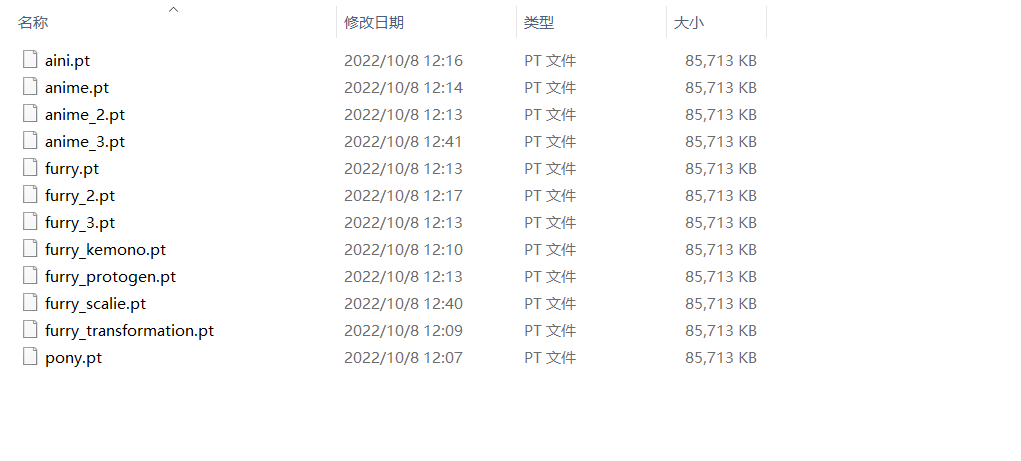 名称 修改日期 类型 大小
aini.pt 2022/10/8 12:16 PT 文件 85,713 KB
anime.pt 2022/10/8 12:14 PT 文件 85,713 KB
anime_2.pt 2022/10/8 12:13 PT 文件 85,713 KB
anime_3.pt 2022/10/8 12:41 PT 文件 85,713 KB
furry.pt 2022/10/8 12:13 PT 文件 85,713 KB
furry_2.pt 2022/10/8 12:17 PT 文件 85,713 KB
furry_3.pt 2022/10/8 12:13 PT 文件 85,713 KB
furry_kemono.pt 2022/10/8 12:10 PT 文件 85,713 KB
furry_protogen.pt 2022/10/8 12:13 PT 文件 85,713 KB
furry_scalie.pt 2022/10/8 12:40 PT 文件 85,713 KB
furry_transformation.pt 2022/10/8 12:09 PT 文件 85,713 KB
pony.pt 2022/10/8 12:07 PT 文件 85,713 KB